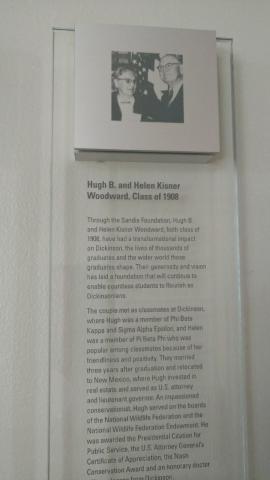 Hugh B. and Helen Kisner
Woodward, Class of 1908
Through the Sandia Foundation, Hugh B.
and Helen Kisner Woodward, both class of
1908, have had a transformational impact
on Dickinson, the lives of thousands of
graduates and the wider world those
graduates shape. Their generosity and vision
has laid a foundation that will continue to
enable countless students to flourish as
Dickinsonians.
The couple met as classmates at Dickinson,
where Hugh was a member of Phi Beta
Kappa and Sigma Alpha Epsilon, and Helen
was a member of Pi Beta Phi who was
popular among classmates because of her
friendliness and positivity. They married
three years after graduation and relocated
to New Mexico, where Hugh invested in
real estate and served as U.S. attorney
and lieutenant governor. An impassioned
conservationist, Hugh served on the boards
of the National Wildlife Federation and the
National Wildlife Federation Endowment. He
was awarded the Presidential Citation for
Public Service, the U.S. Attorney General's
Certificate of Appreciation, the Nash
Conservation Award and an honorary doctor
from Dickinson.